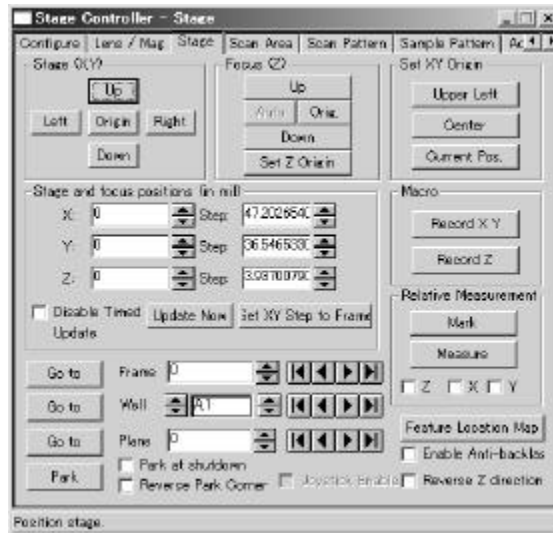 Stage Controller - Stage
Configure Lens / Mag Stage Scan Area Scan Pattern Sample Pattern
Stage (XY) Focus (Z) Set XY Origin
Up Up Upper Left
Left Origin Right Auto Orig. Center
Down Down Current Pos.
Set Z Origin
Stage and focus positions (in mil) Macro
X: 0 Step: Record X Y
Y: 0 Step: Record Z
Z: 0 Step:
Relative Measurement
Disable Timed Update Now Set XY Step to Frame Mark
Update
Measure
Go to Frame 0 Z X Y
Go to Well A1
Go to Plane 0 Feature Location Map
Park at shutdown Enable Anti-backlas
Park Reverse Park Corner Joystick Enable Reverse Z direction
Position stage.